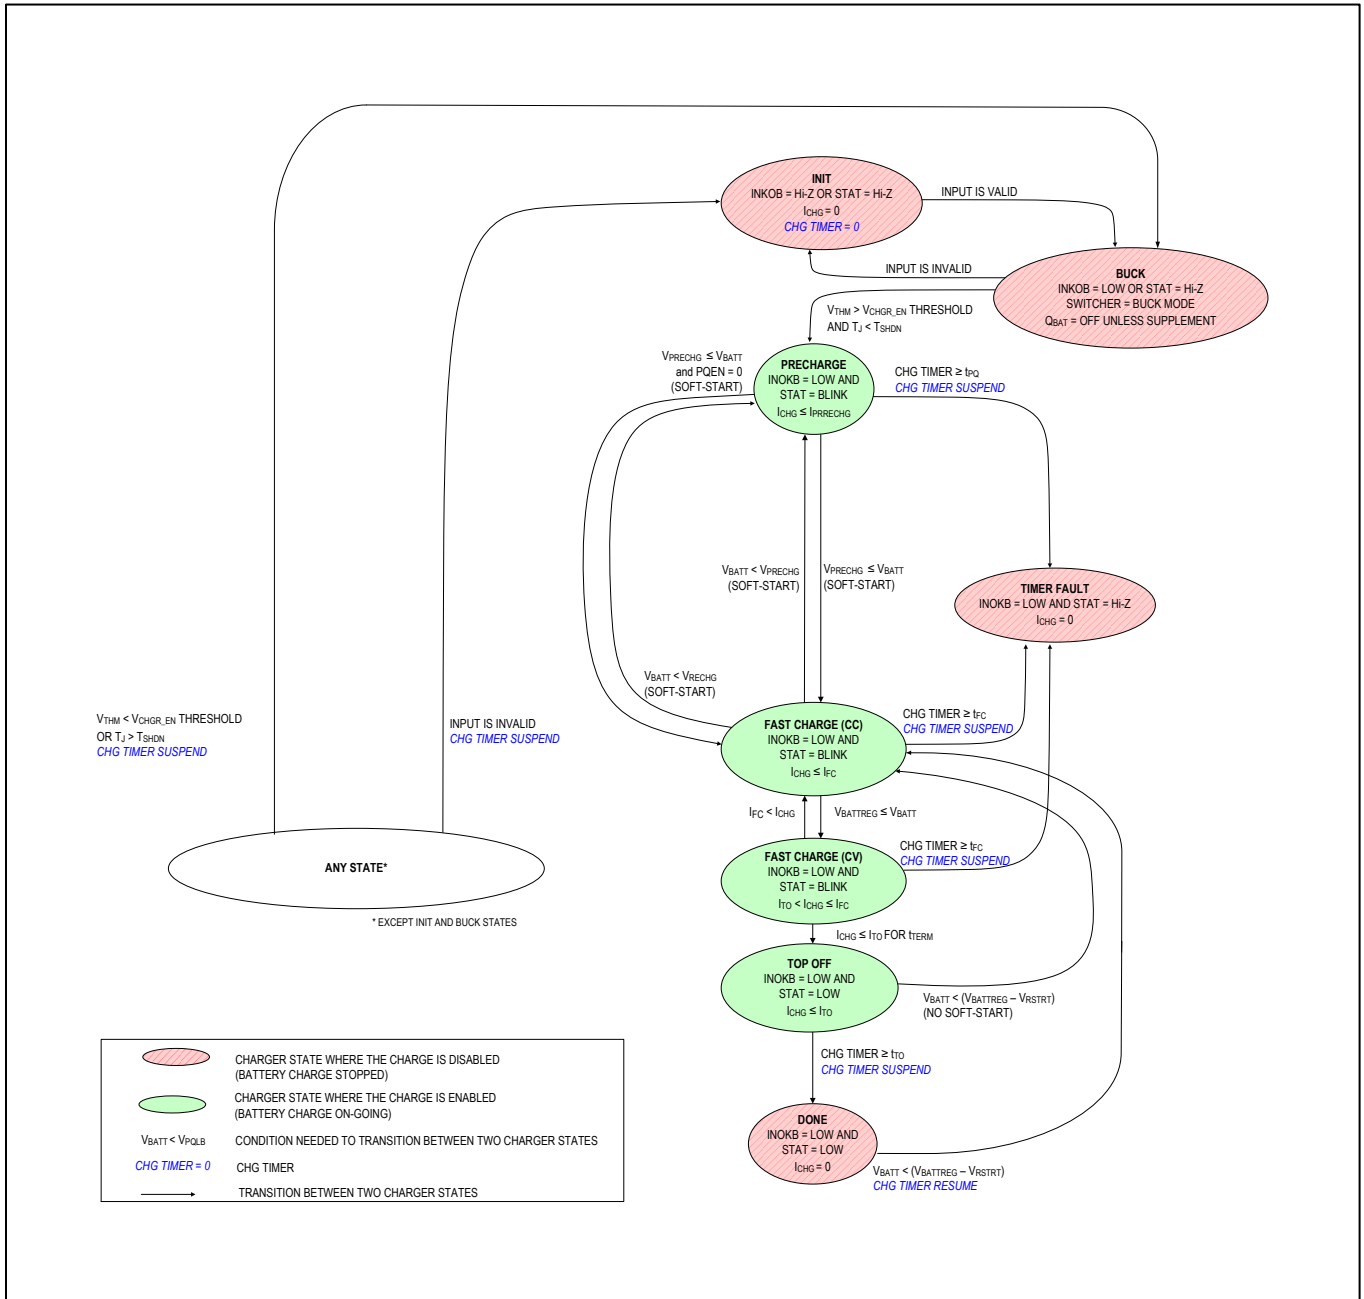 INIT
INKOB = Hi-Z OR STAT = Hi-Z
ICHG = 0
CHG TIMER = 0
INPUT IS VALID
INPUT IS INVALID
BUCK
INKOB = LOW OR STAT = Hi-Z
SWITCHER = BUCK MODE
QBAT = OFF UNLESS SUPPLEMENT
VTHM > VCHGR_EN THRESHOLD
AND TJ < TSHDN
VPRECHG ≤ VBATT
and PQEN = 0
(SOFT-START)
PRECHARGE
INOKB = LOW AND
STAT = BLINK
ICHG ≤ IPRRECHG
CHG TIMER ≥ tPQ
CHG TIMER SUSPEND
VBATT < VPRECHG
(SOFT-START)
VPRECHG ≤ VBATT
(SOFT-START)
TIMER FAULT
INOKB = LOW AND STAT = Hi-Z
ICHG = 0
VBATT < VRECHG
(SOFT-START)
VTHM < VCHGR_EN THRESHOLD
OR TJ > TSHDN
CHG TIMER SUSPEND
INPUT IS INVALID
CHG TIMER SUSPEND
FAST CHARGE (CC)
INOKB = LOW AND
STAT = BLINK
ICHG ≤ IFC
CHG TIMER ≥ tFC
CHG TIMER SUSPEND
IFC < ICHG
VBATTREG ≤ VBATT
FAST CHARGE (CV)
INOKB = LOW AND
STAT = BLINK
ITO < ICHG ≤ IFC
CHG TIMER ≥ tFC
CHG TIMER SUSPEND
ANY STATE*
* EXCEPT INIT AND BUCK STATES
ICHG ≤ ITO FOR tTERM
TOP OFF
INOKB = LOW AND
STAT = LOW
ICHG ≤ ITO
VBATT < (VBATTREG – VRSTRT)
(NO SOFT-START)
CHG TIMER ≥ tTO
CHG TIMER SUSPEND
DONE
INOKB = LOW AND
STAT = LOW
ICHG = 0
VBATT < (VBATTREG – VRSTRT)
CHG TIMER RESUME
CHARGER STATE WHERE THE CHARGE IS DISABLED
(BATTERY CHARGE STOPPED)
CHARGER STATE WHERE THE CHARGE IS ENABLED
(BATTERY CHARGE ON-GOING)
VBATT < VPQLB CONDITION NEEDED TO TRANSITION BETWEEN TWO CHARGER STATES
CHG TIMER = 0 CHG TIMER
TRANSITION BETWEEN TWO CHARGER STATES